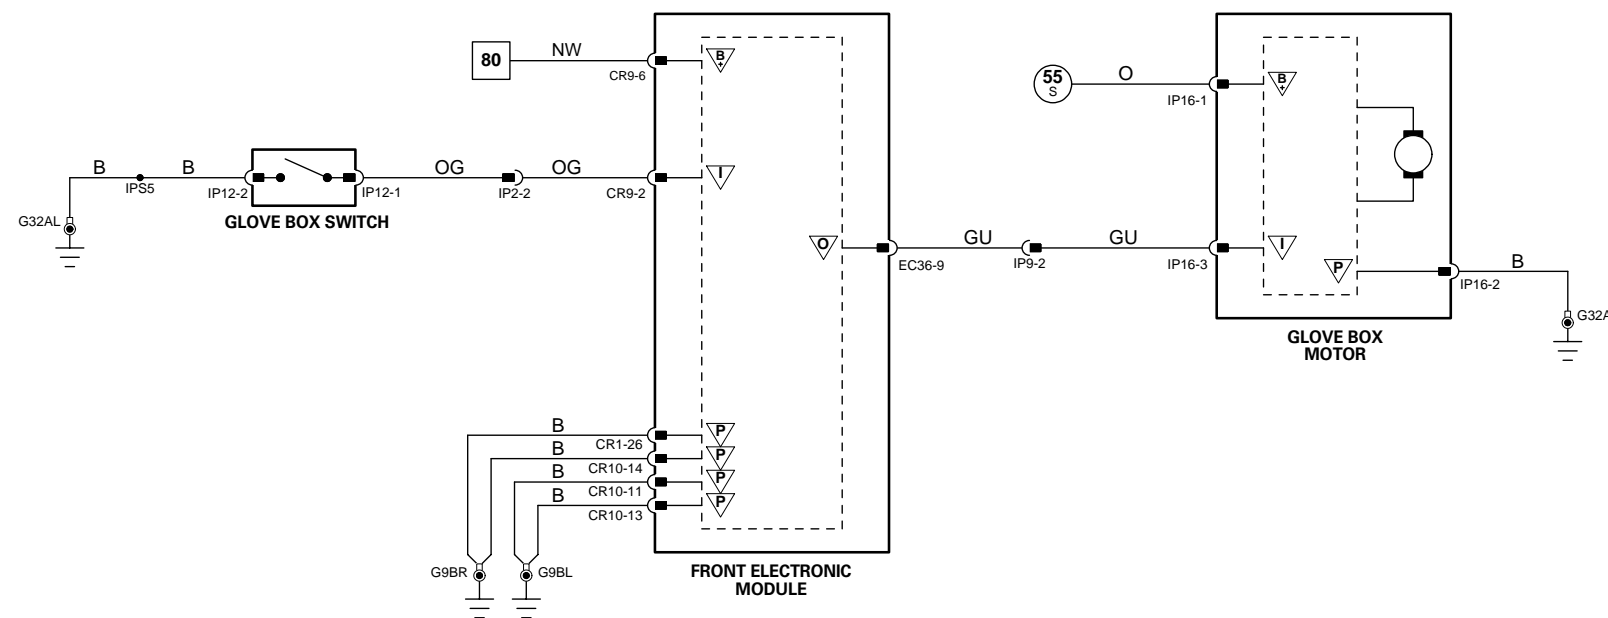 80
NW
CR9-6
B
+
55
S
O
IP16-1
B
+
B
IPS5
B
IP12-2
IP12-1
GLOVE BOX SWITCH
OG
IP2-2
OG
CR9-2
I
G32AL
O
EC36-9
GU
IP9-2
GU
IP16-3
I
P
IP16-2
B
G32A
GLOVE BOX
MOTOR
B
CR1-26
P
B
CR10-14
P
B
CR10-11
P
B
CR10-13
P
G9BR
G9BL
FRONT ELECTRONIC
MODULE